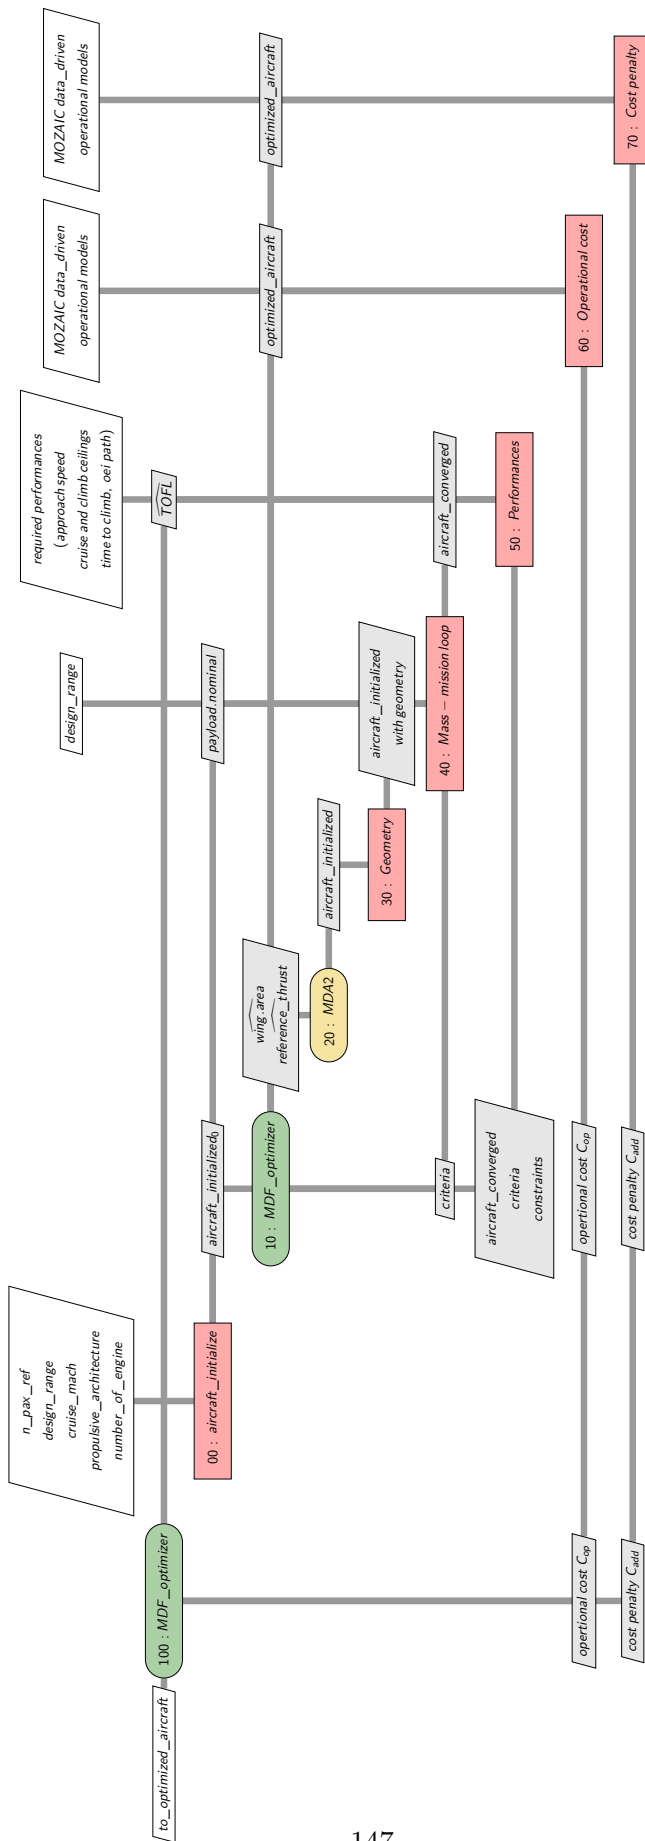 n_pax_ref
design_range
cruise_mach
propulsive_architecture
number_of_engine
design_range
required performances
(approach speed
cruise and climb ceilings
time to climb, oei path)
MOZAIC data_driven
operational models
MOZAIC data_driven
operational models
to_optimized_aircraft
100 : MDF_optimizer
TOFL
00 : aircraft_initialize
aircraft_initialized0
payload.nominal
10 : MDF_optimizer
wing.area
reference_thrust
optimized_aircraft
optimized_aircraft
20 : MDA2
aircraft_initialized
30 : Geometry
aircraft_initialized
with geometry
criteria
40 : Mass − mission loop
aircraft_converged
aircraft_converged
criteria
constraints
50 : Performances
opertional cost Cop
opertional cost Cop
60 : Operational cost
cost penalty Cadd
cost penalty Cadd
70 : Cost penalty
147